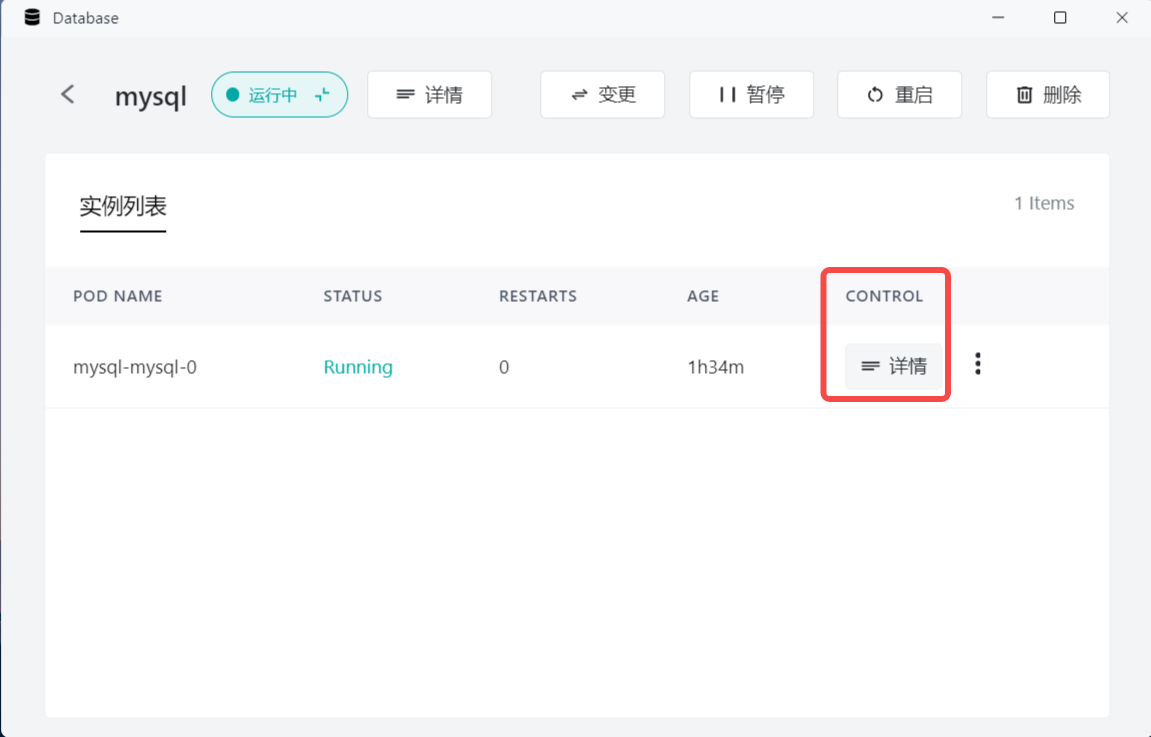 Database
mysql 运行中 详情 变更 暂停 重启 删除
实例列表 1 Items
POD NAME STATUS RESTARTS AGE CONTROL
mysql-mysql-0 Running 0 1h34m 详情